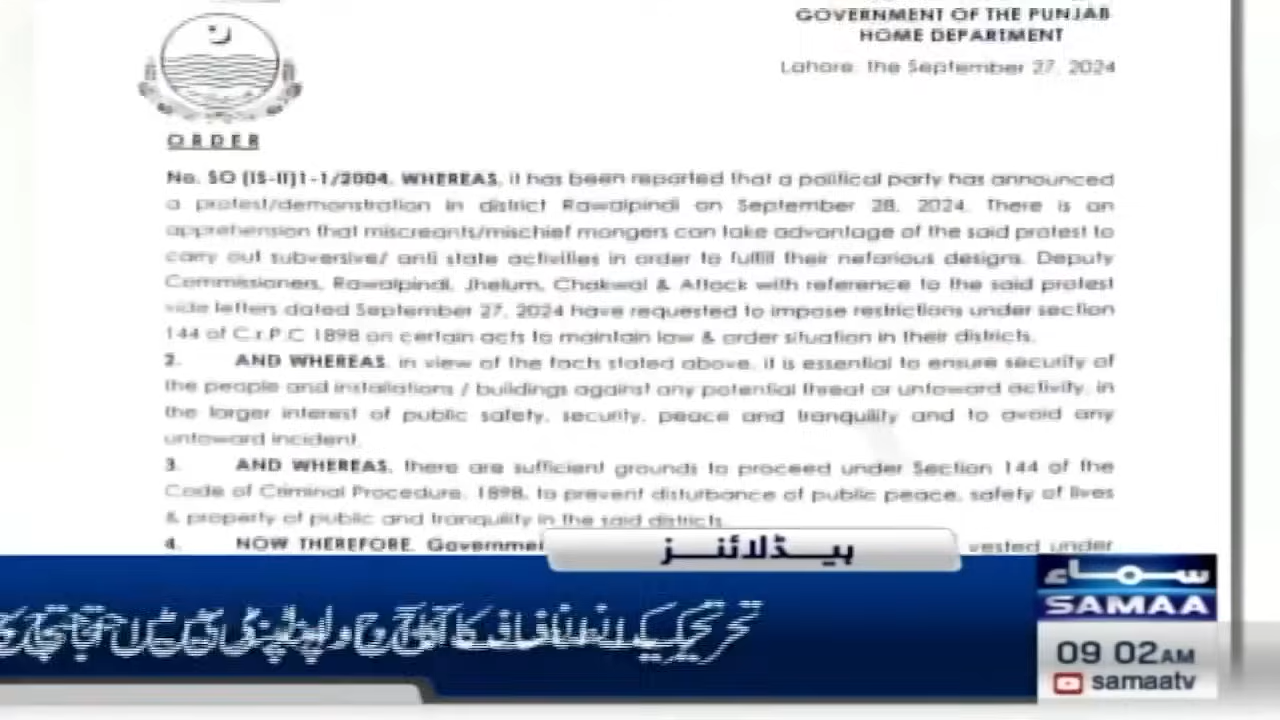 GOVERNMENT OF THE PUNJAB
HOME DEPARTMENT
Lahore, the September 27, 2024
ORDER
No. SO (IS-II)1-1/2004. WHEREAS, it has been reported that a political party has announced
a protest/demonstration in district Rawalpindi on September 28, 2024. There is an
apprehension that miscreants/mischief mongers can take advantage of the said protest to
carry out subversive/ anti state activities in order to fulfill their nefarious designs. Deputy
Commissioners, Rawalpindi, Jhelum, Chakwal & Attock with reference to the said protest
vide letters dated September 27, 2024 have requested to impose restrictions under section
144 of C.r.P.C 1898 on certain acts to maintain law & order situation in their districts.
2. AND WHEREAS, in view of the facts stated above, it is essential to ensure security of
the people and installations / buildings against any potential threat or untoward activity, in
the larger interest of public safety, security, peace and tranquility and to avoid any
untoward incident.
3. AND WHEREAS, there are sufficient grounds to proceed under Section 144 of the
Code of Criminal Procedure, 1898, to prevent disturbance of public peace, safety of lives
& property of public and tranquility in the said districts.
4. NOW THEREFORE, Governme vested under
ہیڈلائنز
سماء
SAMAA
تحریک کا آج
09 02AM
samaatv